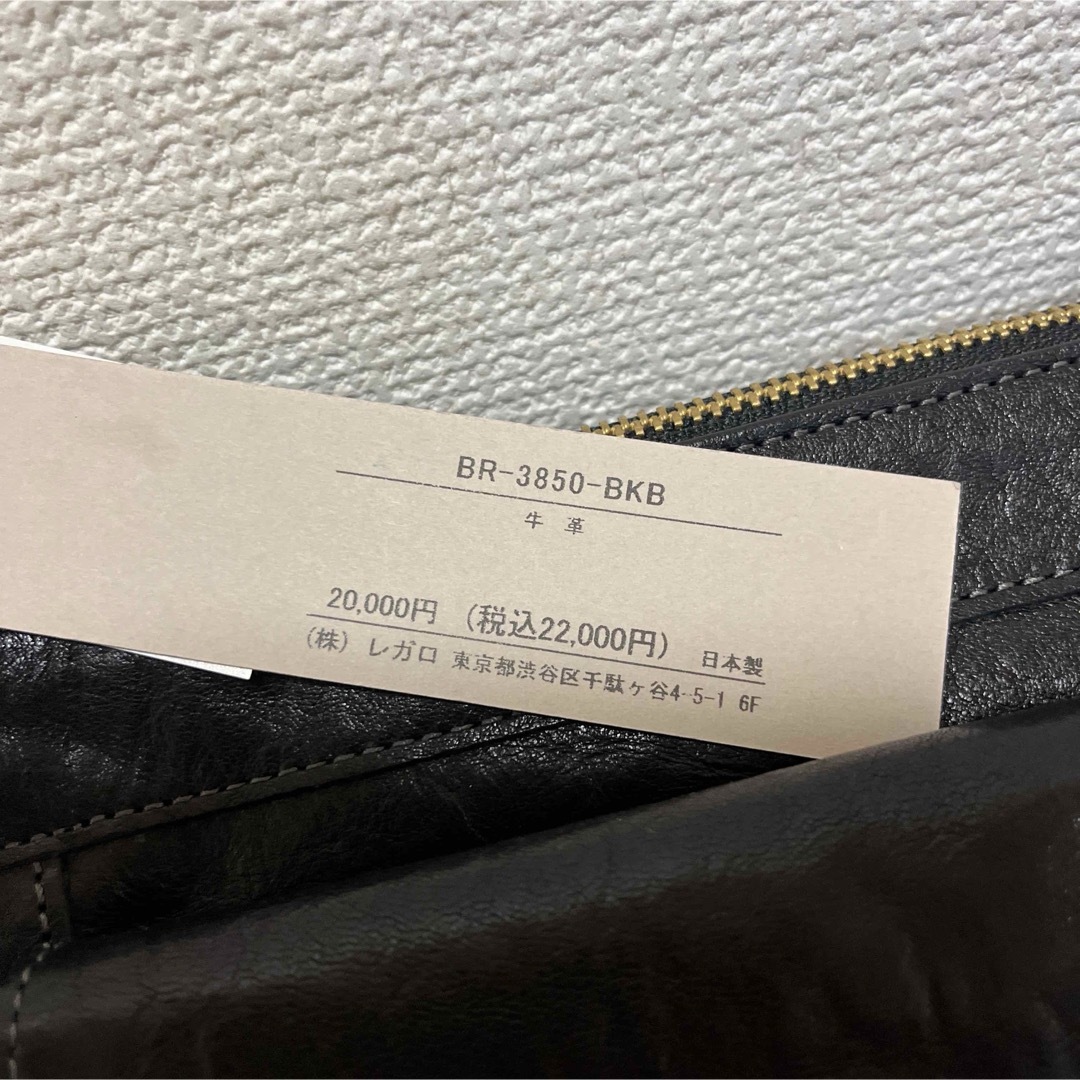 BR-3850-BKB
牛革
20,000円 (税込22,000円) 日本製
(株) レガロ 東京都渋谷区千駄ヶ谷4-5-1 6F